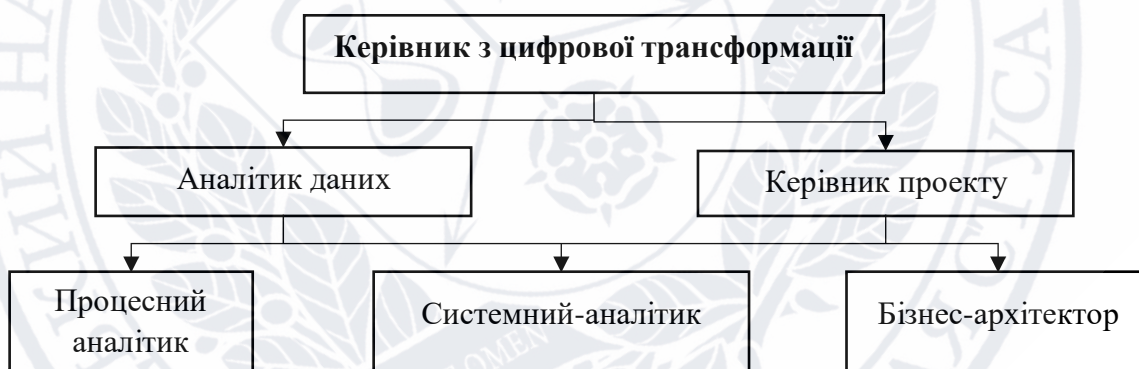 Керівник з цифрової трансформації
Аналітик даних
Керівник проекту
Процесний
аналітик
Системний-аналітик
Бізнес-архітектор